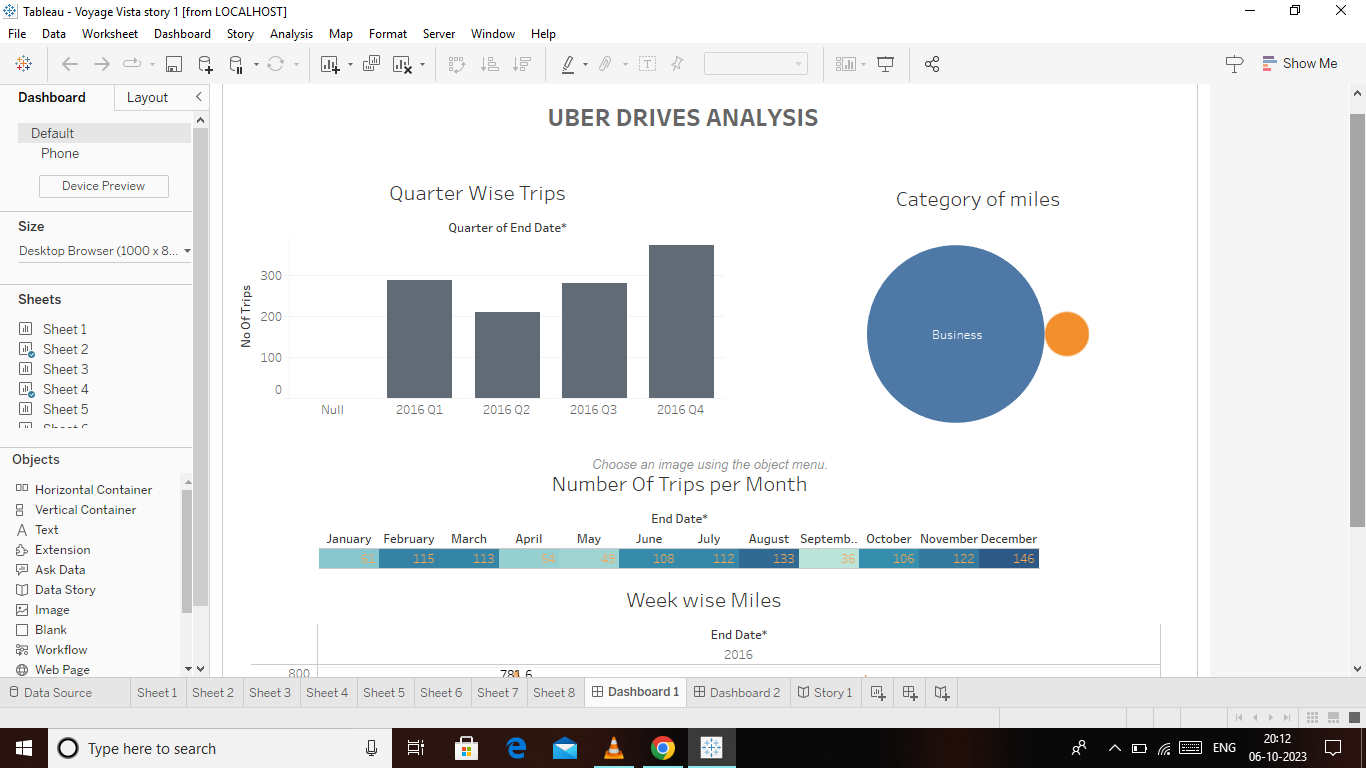 Tableau - Voyage Vista story 1 [from LOCALHOST]
File Data Worksheet Dashboard Story Analysis Map Format Server Window Help
Show Me
Dashboard Layout
Default
Phone
Device Preview
Size
Desktop Browser (1000 x 8...
Sheets
Sheet 1
Sheet 2
Sheet 3
Sheet 4
Sheet 5
Objects
Horizontal Container
Vertical Container
Text
Extension
Ask Data
Data Story
Image
Blank
Workflow
Web Page
UBER DRIVES ANALYSIS
Quarter Wise Trips
Quarter of End Date*
No Of Trips
300
200
100
0
Null 2016 Q1 2016 Q2 2016 Q3 2016 Q4
Category of miles
Business
Choose an image using the object menu.
Number Of Trips per Month
End Date*
January February March April May June July August Septemb.. October November December
115 113 54 49 108 112 133 36 106 122 146
Week wise Miles
End Date*
2016
800
781.6
Data Source Sheet 1 Sheet 2 Sheet 3 Sheet 4 Sheet 5 Sheet 6 Sheet 7 Sheet 8 Dashboard 1 Dashboard 2 Story 1
Type here to search
ENG
20:12
06-10-2023